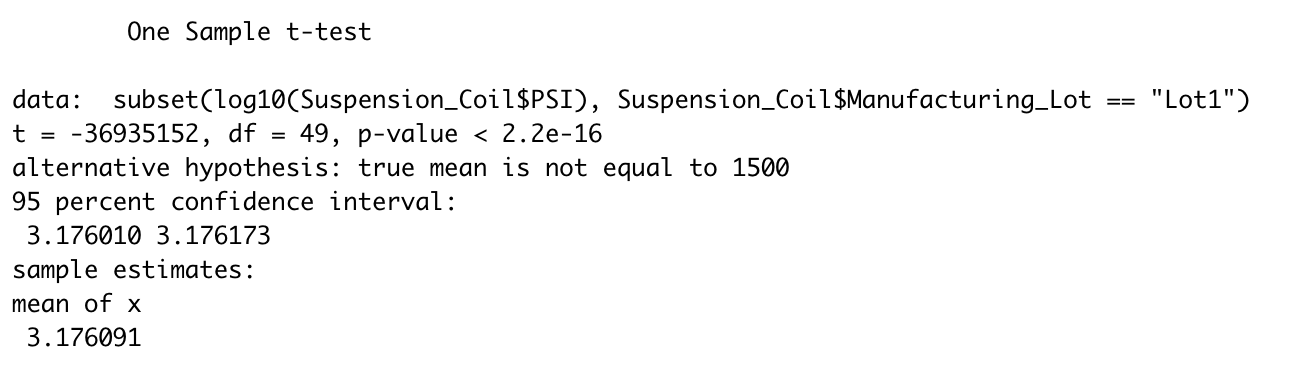 One Sample t-test
data:  subset(log10(Suspension_Coil$PSI), Suspension_Coil$Manufacturing_Lot == "Lot1")
t = -36935152, df = 49, p-value < 2.2e-16
alternative hypothesis: true mean is not equal to 1500
95 percent confidence interval:
3.176010 3.176173
sample estimates:
mean of x
3.176091